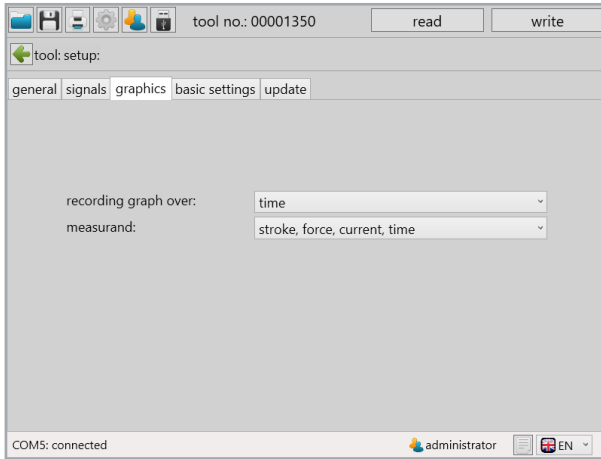 tool no.: 00001350 read write
tool: setup:
general signals graphics basic settings update
recording graph over: time
measurand: stroke, force, current, time
COM5: connected administrator EN